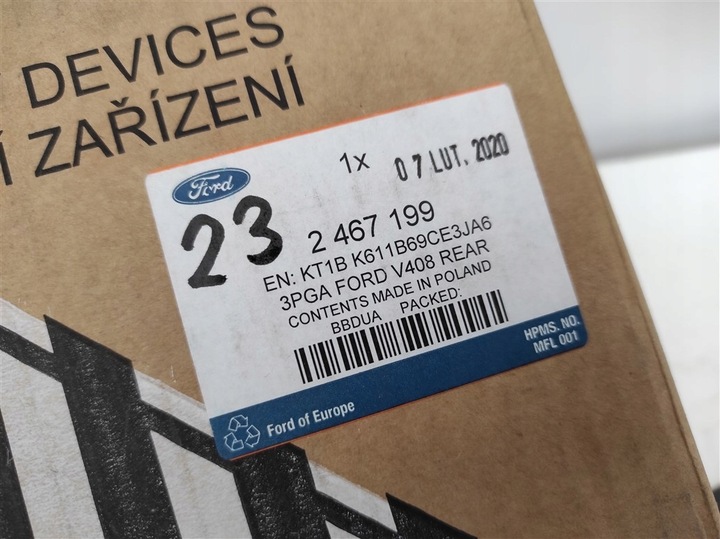 DEVICES
ZAŘÍZENÍ
Ford
1x 07 LUT. 2020
23
2 467 199
EN: KT1B K611B69CE3JA6
3PGA FORD V408 REAR
CONTENTS MADE IN POLAND
BBDUA PACKED:
HPMS. NO.
MFL 001
Ford of Europe